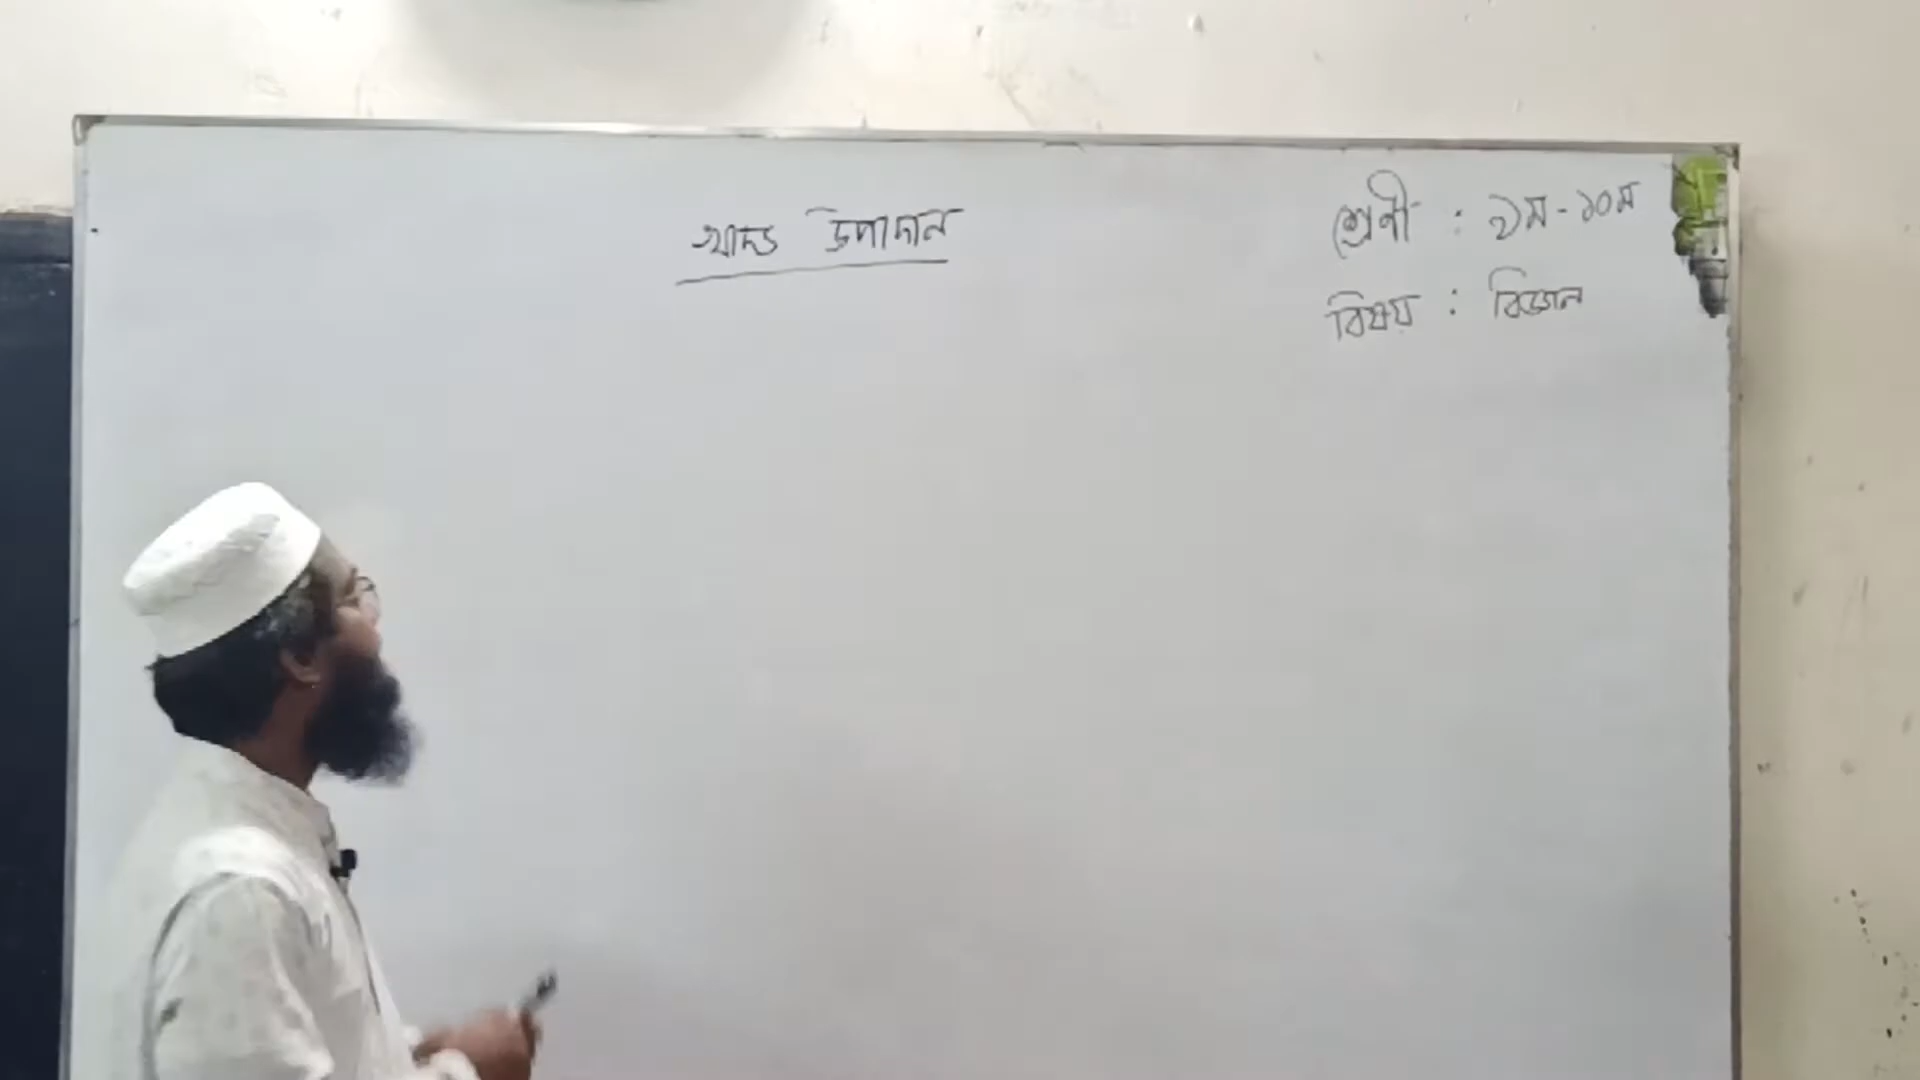 খাদ্য উপাদান
শ্রেণী : ৯ম - ১০ম
বিষয় : বিজ্ঞান